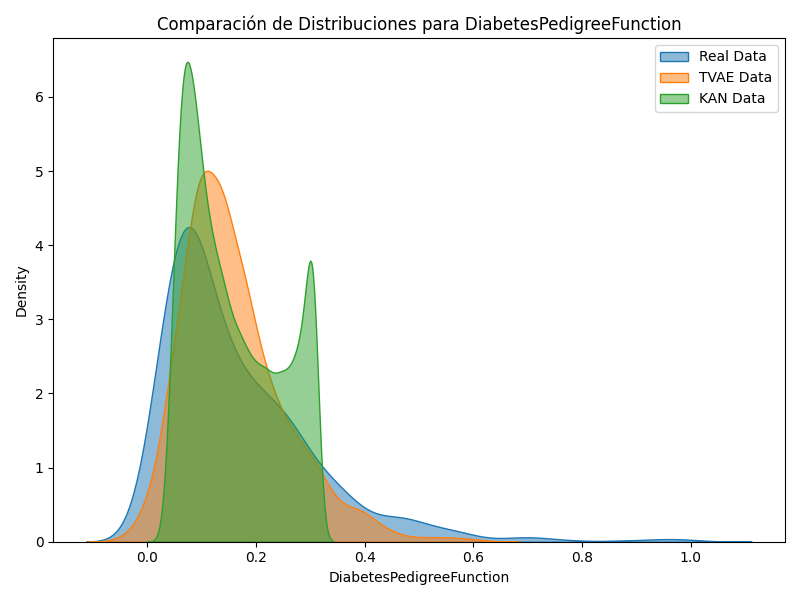 Comparación de Distribuciones para DiabetesPedigreeFunction
Real Data
TVAE Data
KAN Data
Density
6
5
4
3
2
1
0
0.0 0.2 0.4 0.6 0.8 1.0
DiabetesPedigreeFunction